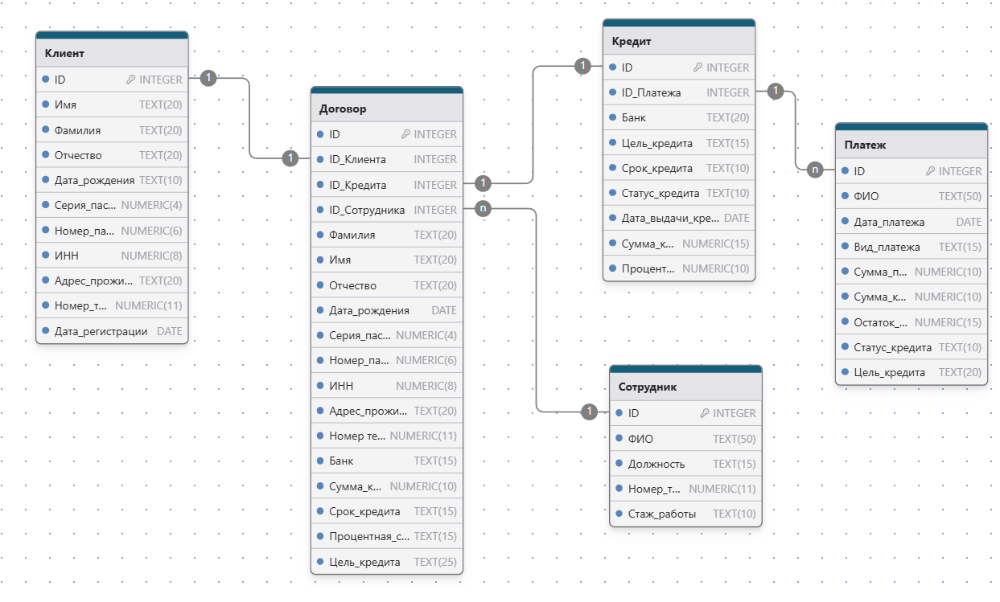 Клиент
ID INTEGER
Имя TEXT(20)
Фамилия TEXT(20)
Отчество TEXT(20)
Дата_рождения TEXT(10)
Серия_пас... NUMERIC(4)
Номер_па... NUMERIC(6)
ИНН NUMERIC(8)
Адрес_прожи... TEXT(20)
Номер_т... NUMERIC(11)
Дата_регистрации DATE
1
1
Договор
ID INTEGER
ID_Клиента INTEGER
ID_Кредита INTEGER
ID_Сотрудника INTEGER
Фамилия TEXT(20)
Имя TEXT(20)
Отчество TEXT(20)
Дата_рождения DATE
Серия_пас... NUMERIC(4)
Номер_па... NUMERIC(6)
ИНН NUMERIC(8)
Адрес_прожи... TEXT(20)
Номер те... NUMERIC(11)
Банк TEXT(15)
Сумма_к... NUMERIC(10)
Срок_кредита TEXT(15)
Процентная_с... TEXT(15)
Цель_кредита TEXT(25)
1
n
1
1
Кредит
ID INTEGER
ID_Платежа INTEGER
Банк TEXT(20)
Цель_кредита TEXT(15)
Срок_кредита TEXT(10)
Статус_кредита TEXT(10)
Дата_выдачи_кре... DATE
Сумма_к... NUMERIC(15)
Процент... NUMERIC(10)
Сотрудник
ID INTEGER
ФИО TEXT(50)
Должность TEXT(15)
Номер_т... NUMERIC(11)
Стаж_работы TEXT(10)
1
n
Платеж
ID INTEGER
ФИО TEXT(50)
Дата_платежа DATE
Вид_платежа TEXT(15)
Сумма_п... NUMERIC(10)
Сумма_к... NUMERIC(10)
Остаток_... NUMERIC(15)
Статус_кредита TEXT(10)
Цель_кредита TEXT(20)